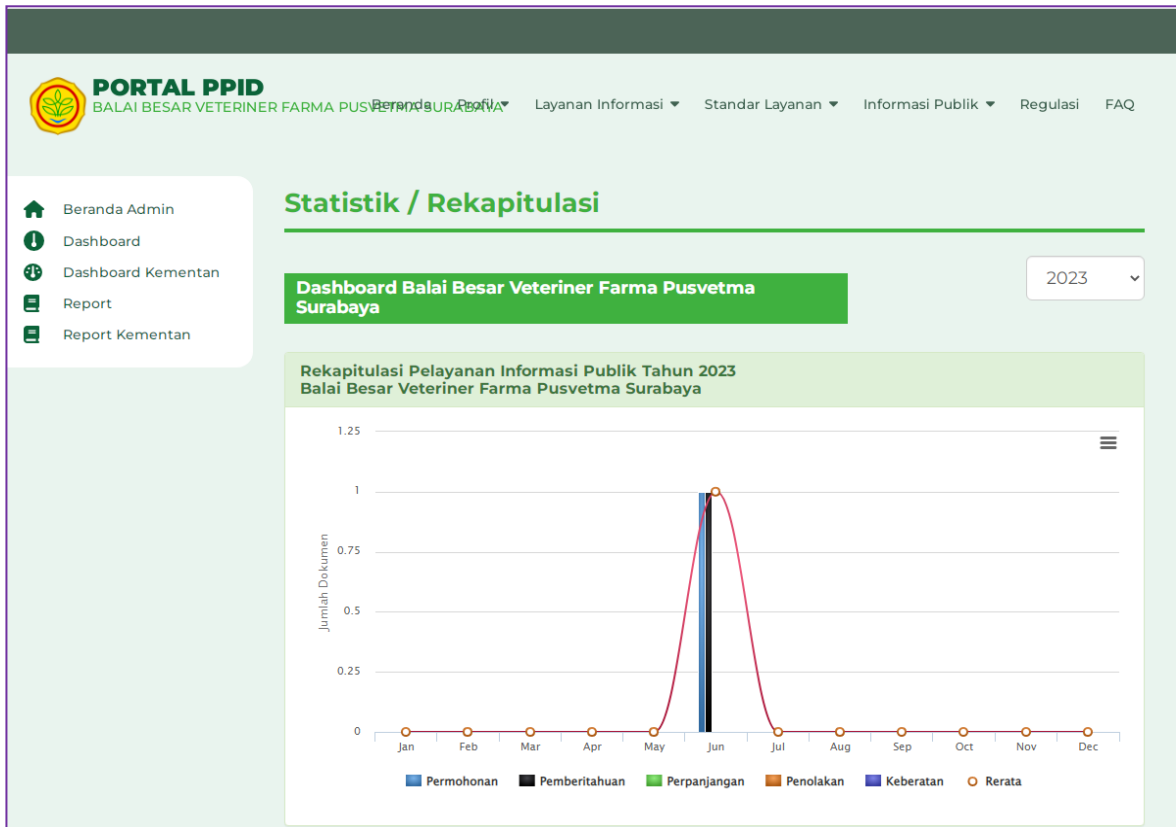 PORTAL PPID
BALAI BESAR VETERINER FARMA PUSVETMA SURABAYA
Beranda Profil Layanan Informasi Standar Layanan Informasi Publik Regulasi FAQ
Beranda Admin
Dashboard
Dashboard Kementan
Report
Report Kementan
Statistik / Rekapitulasi
Dashboard Balai Besar Veteriner Farma Pusvetma
Surabaya
2023
Rekapitulasi Pelayanan Informasi Publik Tahun 2023
Balai Besar Veteriner Farma Pusvetma Surabaya
1.25
1
0.75
0.5
0.25
0
Jumlah Dokumen
Jan Feb Mar Apr May Jun Jul Aug Sep Oct Nov Dec
Permohonan Pemberitahuan Perpanjangan Penolakan Keberatan Rerata